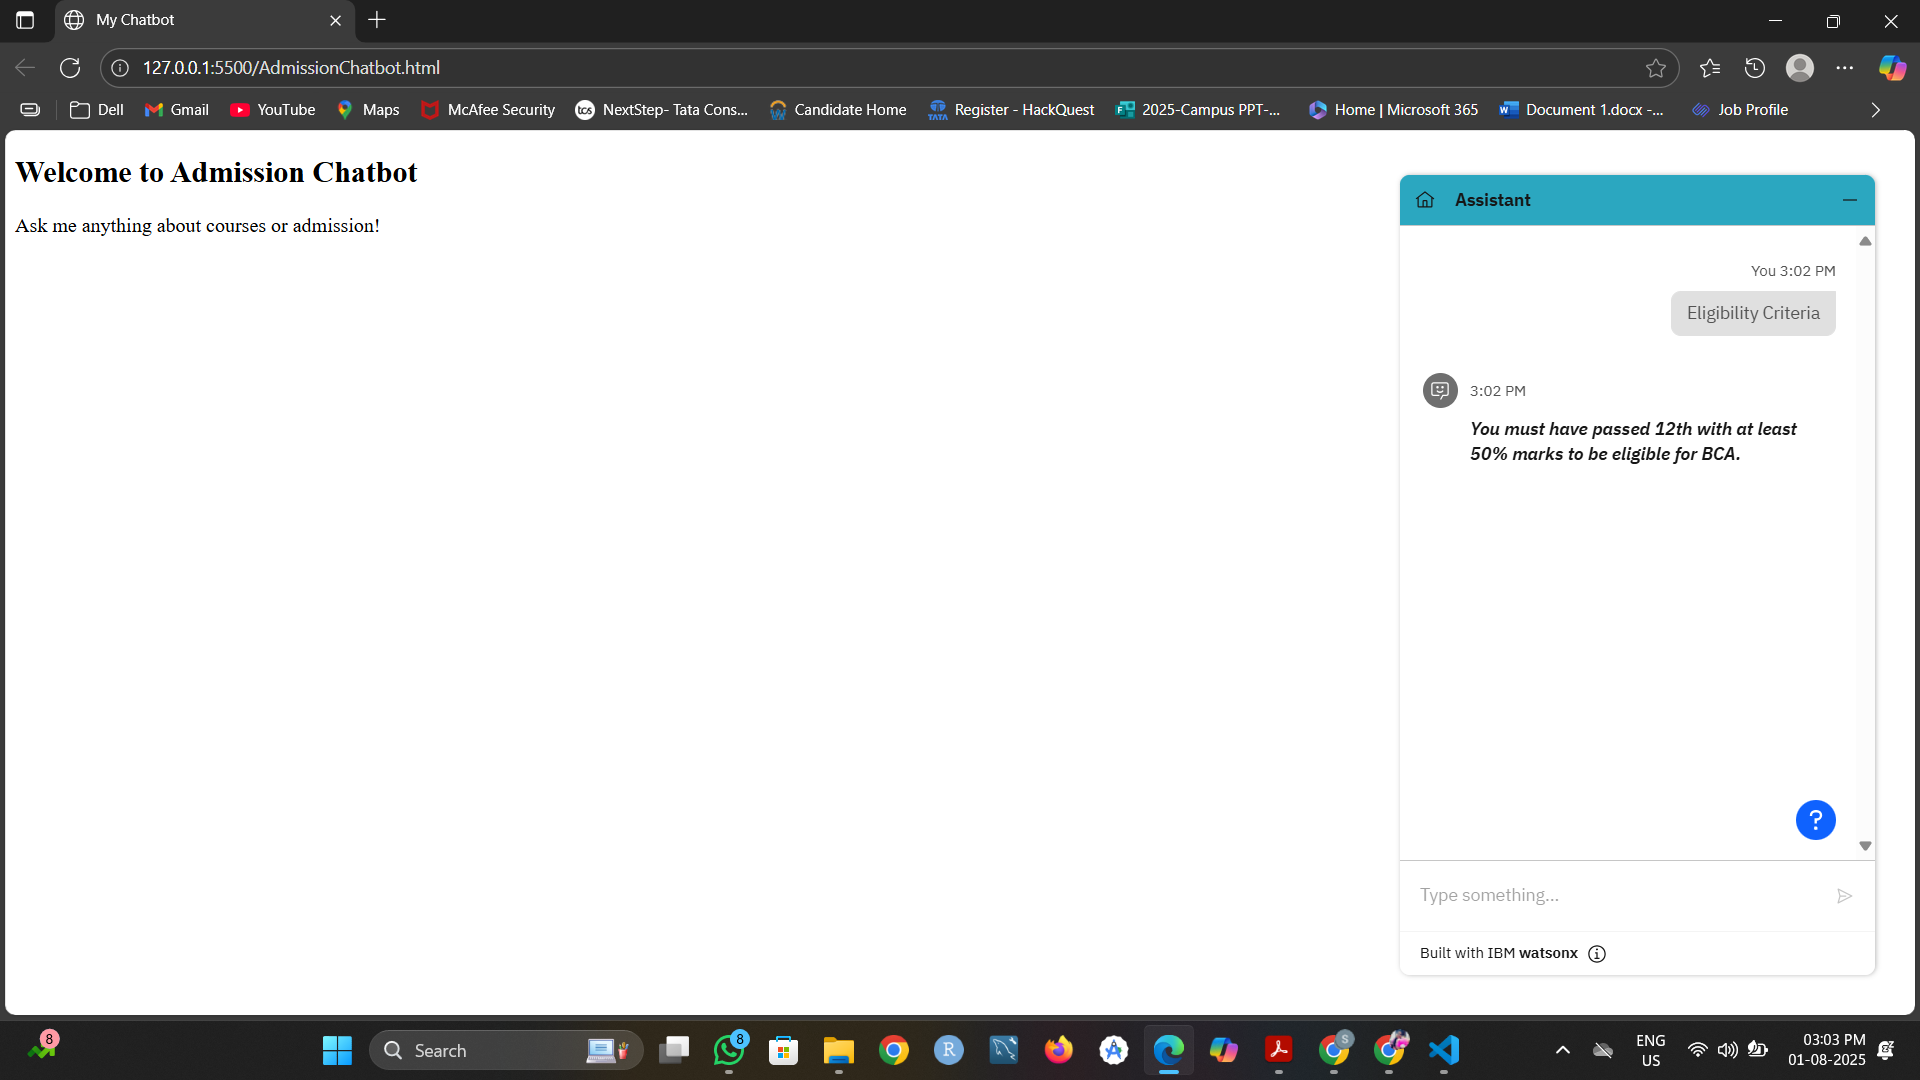 My Chatbot
127.0.0.1:5500/AdmissionChatbot.html
Dell
Gmail
YouTube
Maps
McAfee Security
tcs
NextStep- Tata Cons...
Candidate Home
TATA
Register - HackQuest
2025-Campus PPT-...
Home | Microsoft 365
Document 1.docx -...
Job Profile
Welcome to Admission Chatbot
Ask me anything about courses or admission!
Assistant
You 3:02 PM
Eligibility Criteria
3:02 PM
You must have passed 12th with at least
50% marks to be eligible for BCA.
?
Type something...
Built with IBM watsonx
8
Search
8
R
A
S
ENG
US
03:03 PM
01-08-2025